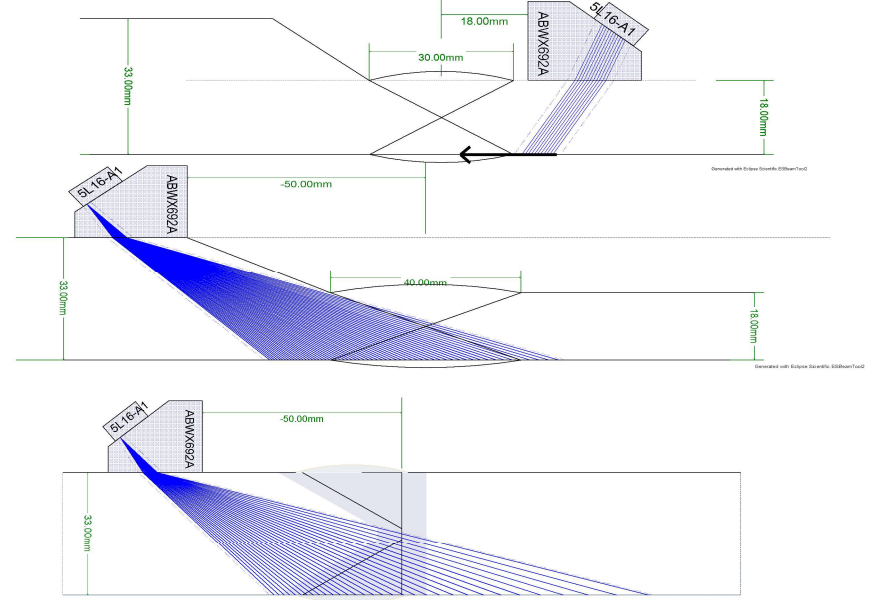 5L16-A1
18.00mm
ABWX692A
30.00mm
33.00mm
18.00mm
Generated with Eclipse Scientific ESBeamTool2
5L16-A1
ABWX692A
-50.00mm
33.00mm
40.00mm
18.00mm
Generated with Eclipse Scientific ESBeamTool2
5L16-A1
ABWX692A
-50.00mm
33.00mm